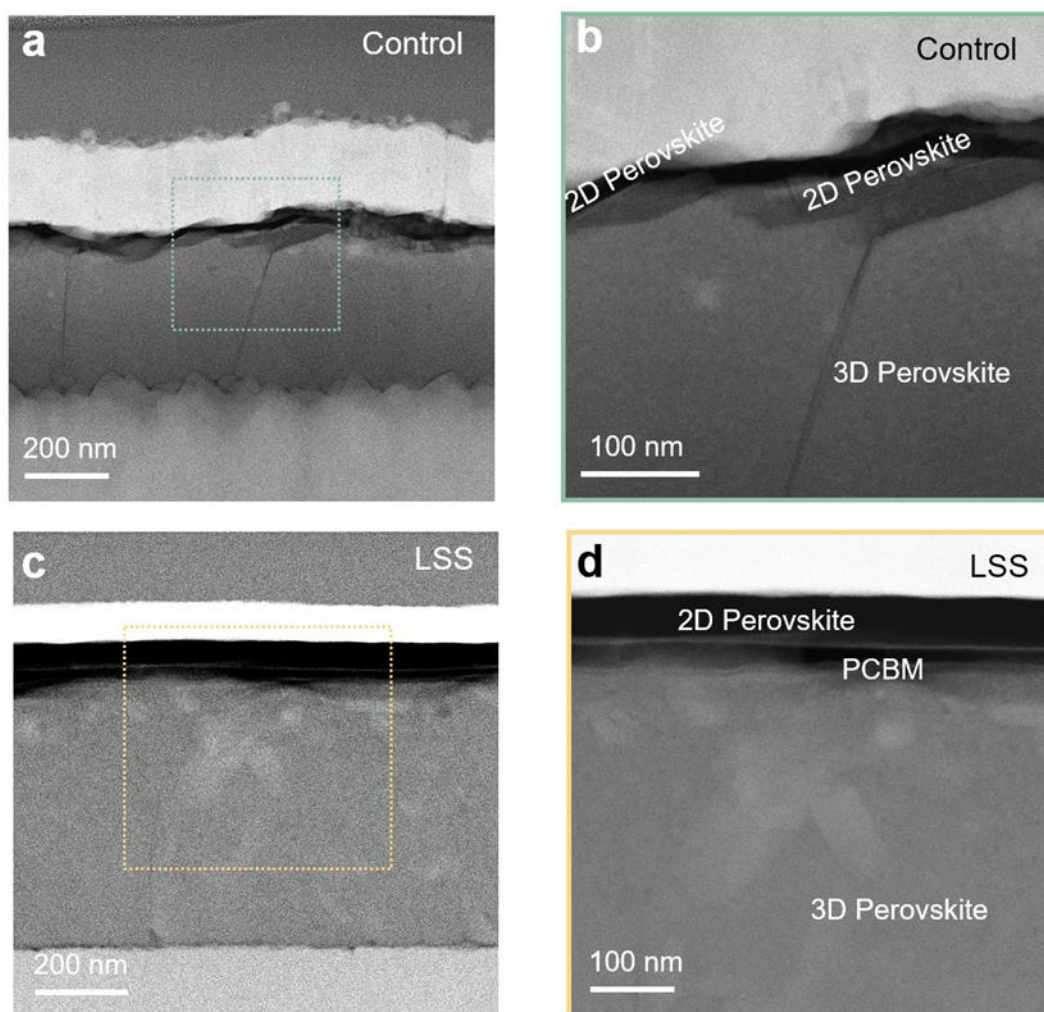 a
Control
200 nm
b
Control
2D Perovskite
2D Perovskite
3D Perovskite
100 nm
c
LSS
200 nm
d
LSS
2D Perovskite
PCBM
3D Perovskite
100 nm